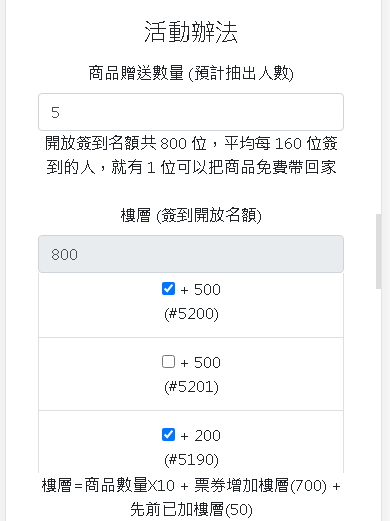 活動辦法
商品贈送數量 (預計抽出人數)
5
開放簽到名額共 800 位，平均每 160 位簽
到的人，就有 1 位可以把商品免費帶回家
樓層 (簽到開放名額)
800
+ 500
(#5200)
+ 500
(#5201)
+ 200
(#5190)
樓層=商品數量X10 + 票券增加樓層(700) +
先前已加樓層(50)